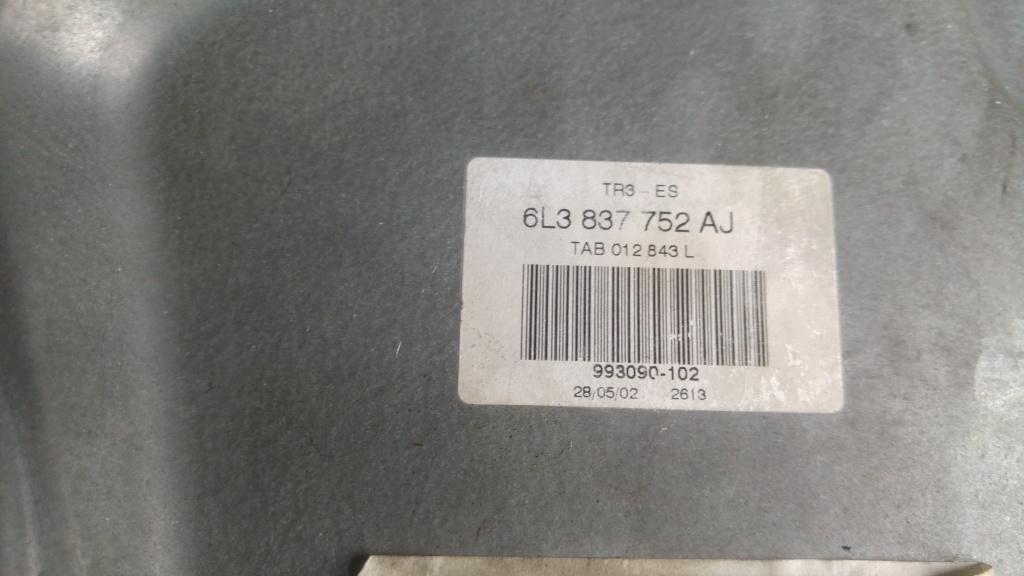 TR3 - ES
6L3 837 752 AJ
TAB 012 843 L
993090-102
28/05/02 2613